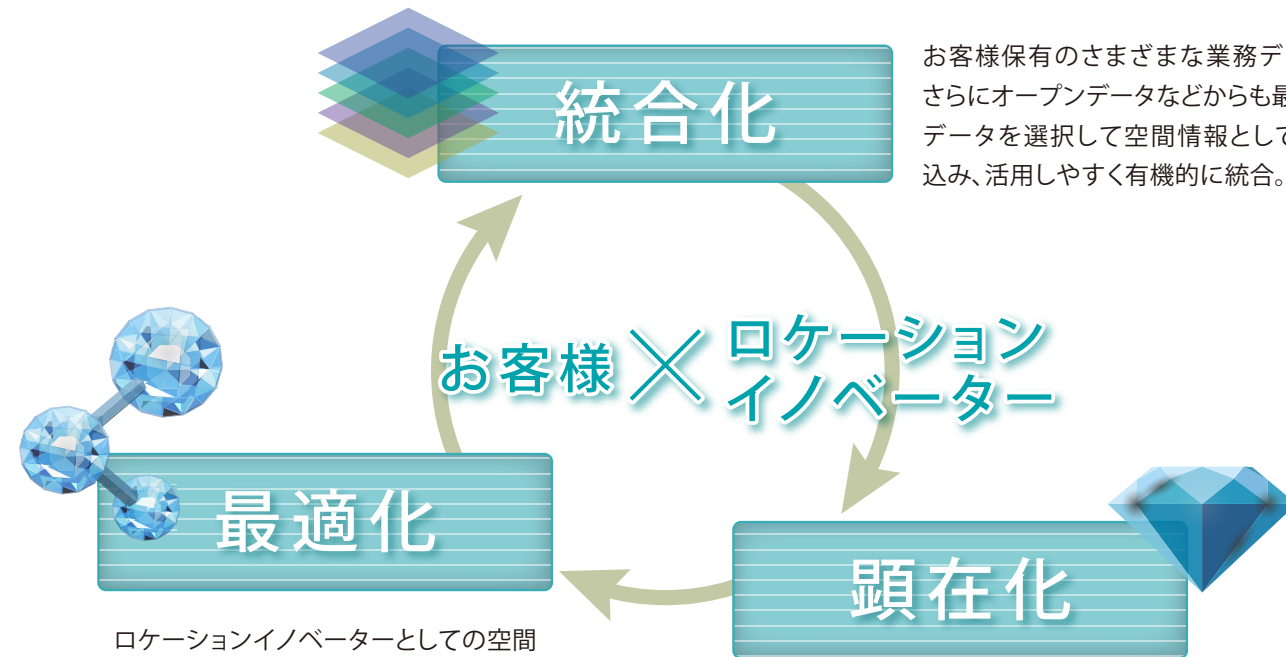 統合化
お客様保有のさまざまな業務デ
さらにオープンデータなどからも最
データを選択して空間情報として
込み、活用しやすく有機的に統合。
お客様×ロケーション
イノベーター
最適化
顕在化
ロケーションイノベーターとしての空間